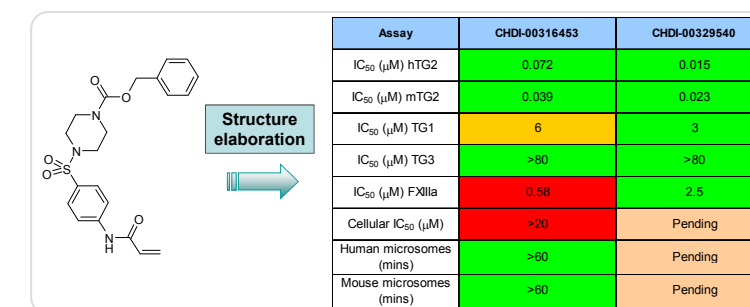 O
O
N
N
O
S
O
O
N
H
Structure
elaboration
Assay CHDI-00316453 CHDI-00329540
IC₅₀ (μM) hTG2 0.072 0.015
IC₅₀ (μM) mTG2 0.039 0.023
IC₅₀ (μM) TG1 6 3
IC₅₀ (μM) TG3 >80 >80
IC₅₀ (μM) FXIIIa 0.58 2.5
Cellular IC₅₀ (μM) >20 Pending
Human microsomes
(mins) >60 Pending
Mouse microsomes
(mins) >60 Pending